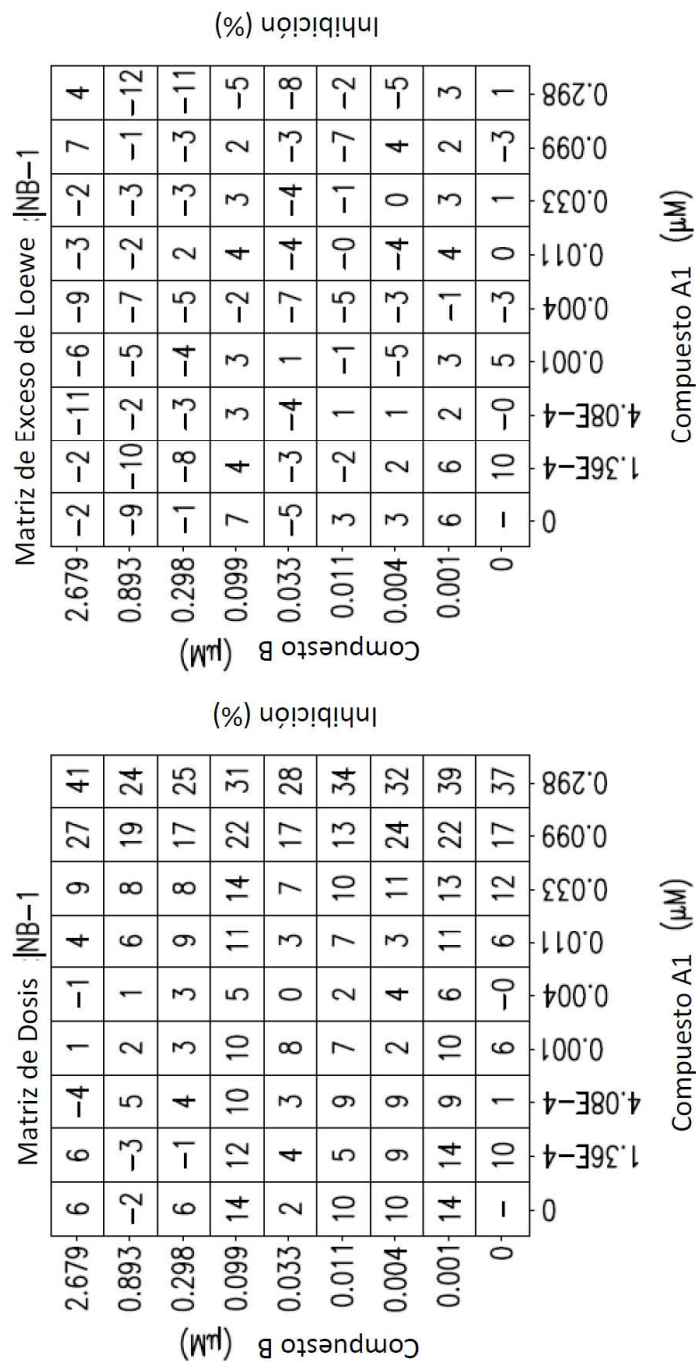 Matriz de Dosis :NB-1
Compuesto B (µM)
2.679 6 6 −4 1 −1 4 9 27 41
0.893 −2 −3 5 2 1 6 8 19 24
0.298 6 −1 4 3 3 9 8 17 25
0.099 14 12 10 10 5 11 14 22 31
0.033 2 4 3 8 0 3 7 17 28
0.011 10 5 9 7 2 7 10 13 34
0.004 10 9 9 2 4 3 11 24 32
0.001 14 14 9 10 6 11 13 22 39
0 – 10 1 6 −0 6 12 17 37
0 1.36E−4 4.08E−4 0.001 0.004 0.011 0.033 0.099 0.298
Compuesto A1 (µM)
Inhibición (%)
Matriz de Exceso de Loewe :NB-1
Compuesto B (µM)
2.679 −2 −2 −11 −6 −9 −3 −2 7 4
0.893 −9 −10 −2 −5 −7 −2 −3 −1 −12
0.298 −1 −8 −3 −4 −5 2 −3 −3 −11
0.099 7 4 3 3 −2 4 3 2 −5
0.033 −5 −3 −4 1 −7 −4 −4 −3 −8
0.011 3 −2 1 −1 −5 −0 −1 −7 −2
0.004 3 2 1 −5 −3 −4 0 4 −5
0.001 6 6 2 3 −1 4 3 2 3
0 – 10 −0 5 −3 0 1 −3 1
0 1.36E−4 4.08E−4 0.001 0.004 0.011 0.033 0.099 0.298
Compuesto A1 (µM)
Inhibición (%)